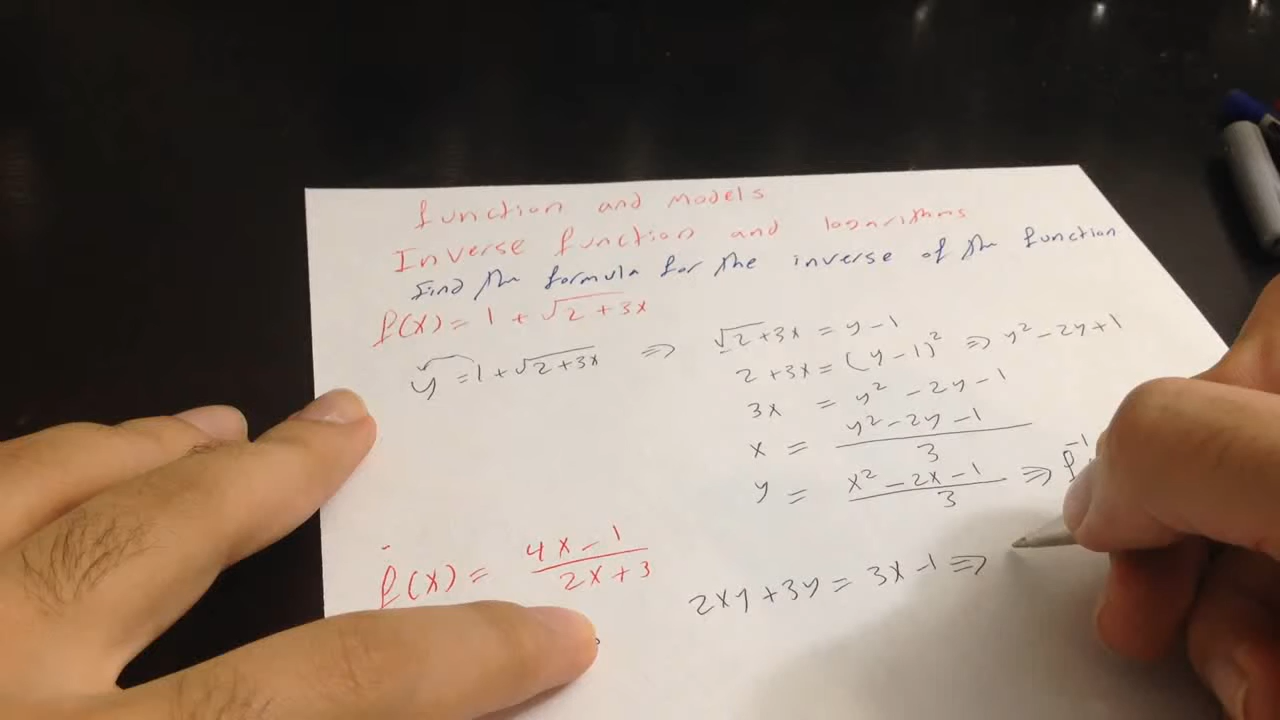 function and models
Inverse function and logarithms
find the formula for the inverse of the function
f(x) = 1 + √2+3x
y = 1 + √2+3x ⇒ √2+3x = y-1
2+3x = (y-1)² ⇒ y²-2y+1
3x = y²-2y-1
x = y²-2y-1 / 3
y = x²-2x-1 / 3 ⇒ f⁻¹
f(x) = 4x-1 / 2x+3
2xy+3y = 3x-1 ⇒